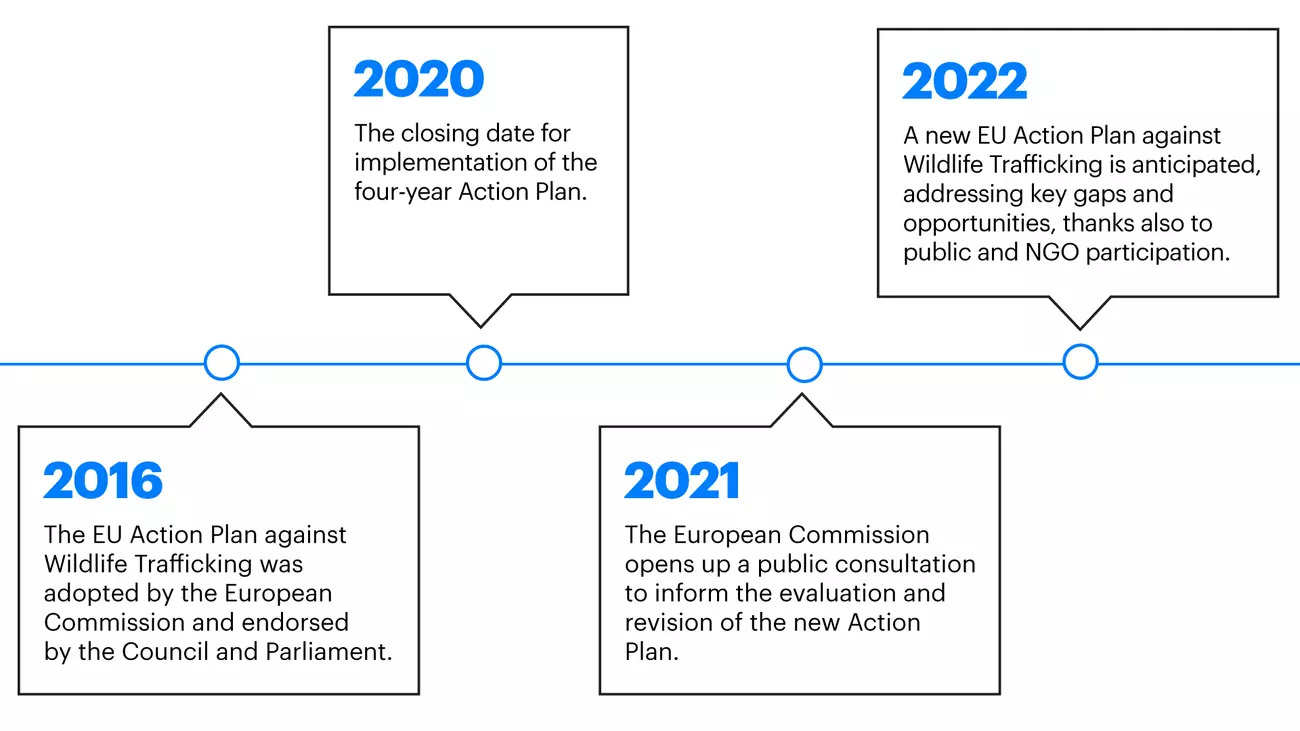 2016
The EU Action Plan against
Wildlife Trafficking was
adopted by the European
Commission and endorsed
by the Council and Parliament.
2020
The closing date for
implementation of the
four-year Action Plan.
2021
The European Commission
opens up a public consultation
to inform the evaluation and
revision of the new Action
Plan.
2022
A new EU Action Plan against
Wildlife Trafficking is anticipated,
addressing key gaps and
opportunities, thanks also to
public and NGO participation.